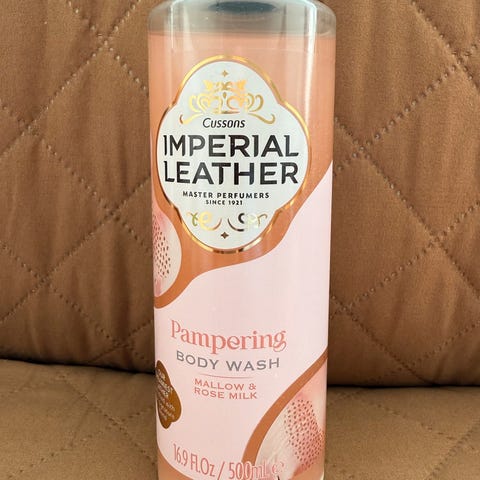 Cussons
IMPERIAL
LEATHER
MASTER PERFUMERS
SINCE 1921
Pampering
BODY WASH
MALLOW &
ROSE MILK
16.9 FL.Oz / 500ml e